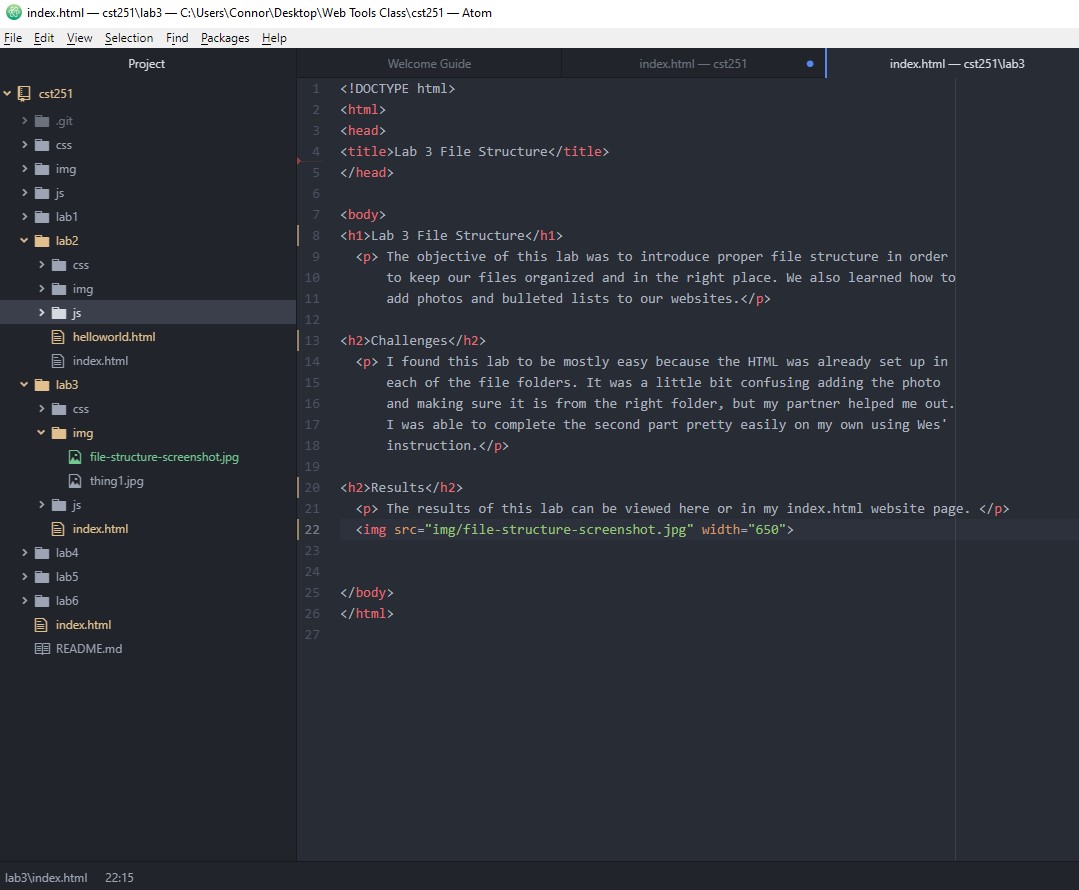 index.html — cst251\lab3 — C:\Users\Connor\Desktop\Web Tools Class\cst251 — Atom
File Edit View Selection Find Packages Help
Project
cst251
.git
css
img
js
lab1
lab2
css
img
js
helloworld.html
index.html
lab3
css
img
file-structure-screenshot.jpg
thing1.jpg
js
index.html
lab4
lab5
lab6
index.html
README.md
Welcome Guide
index.html — cst251
index.html — cst251\lab3
1 <!DOCTYPE html>
2 <html>
3 <head>
4 <title>Lab 3 File Structure</title>
5 </head>
6
7 <body>
8 <h1>Lab 3 File Structure</h1>
9 <p> The objective of this lab was to introduce proper file structure in order
10 to keep our files organized and in the right place. We also learned how to
11 add photos and bulleted lists to our websites.</p>
12
13 <h2>Challenges</h2>
14 <p> I found this lab to be mostly easy because the HTML was already set up in
15 each of the file folders. It was a little bit confusing adding the photo
16 and making sure it is from the right folder, but my partner helped me out.
17 I was able to complete the second part pretty easily on my own using Wes'
18 instruction.</p>
19
20 <h2>Results</h2>
21 <p> The results of this lab can be viewed here or in my index.html website page. </p>
22 <img src="img/file-structure-screenshot.jpg" width="650">
23
24
25 </body>
26 </html>
27
lab3\index.html 22:15